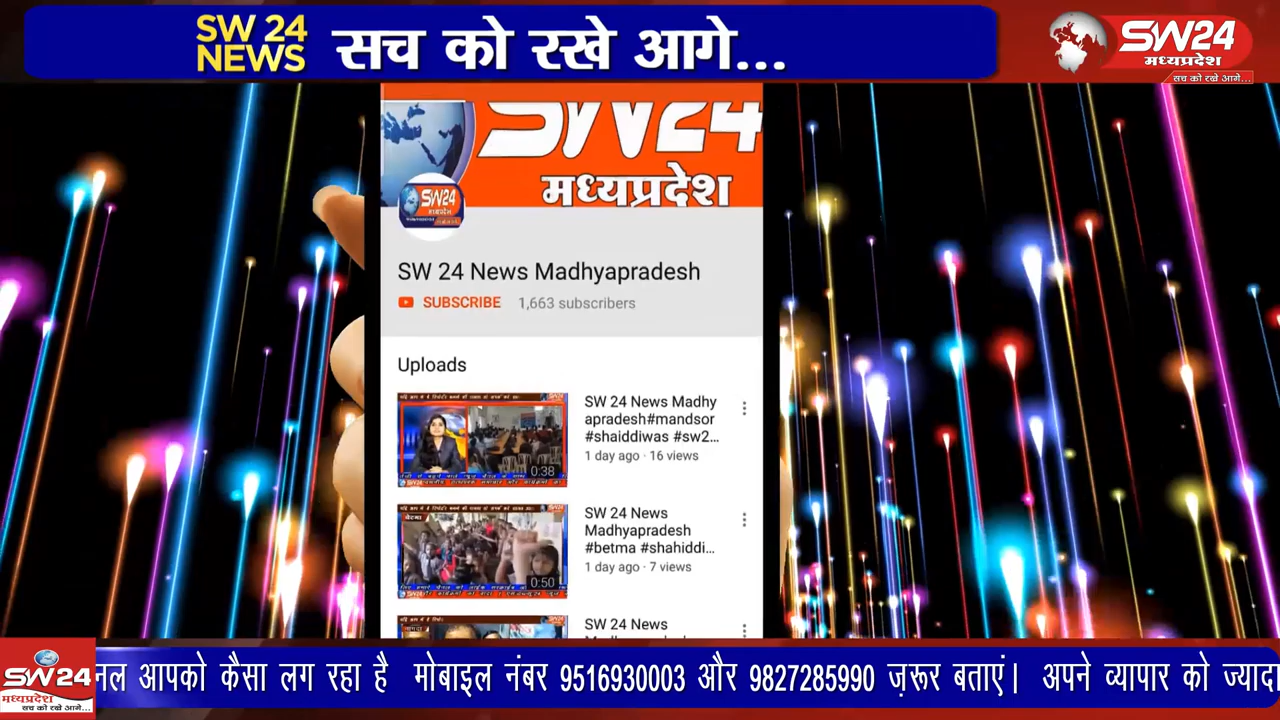 SW 24
NEWS
सच को रखे आगे...
SW24
मध्यप्रदेश
सच को रखे आगे...
SW24
मध्यप्रदेश
SW24
SW 24 News Madhyapradesh
SUBSCRIBE 1,663 subscribers
Uploads
SW 24 News Madhy
apradesh#mandsor
#shaiddiwas #sw2...
1 day ago · 16 views
0:38
SW 24 News
Madhyapradesh
#betma #shahiddi...
1 day ago · 7 views
बेटमा
0:50
SW 24 News
SW24
मध्यप्रदेश
सच को रखे आगे...
नल आपको कैसा लग रहा है मोबाइल नंबर 9516930003 और 9827285990 ज़रूर बताएं। अपने व्यापार को ज्याद